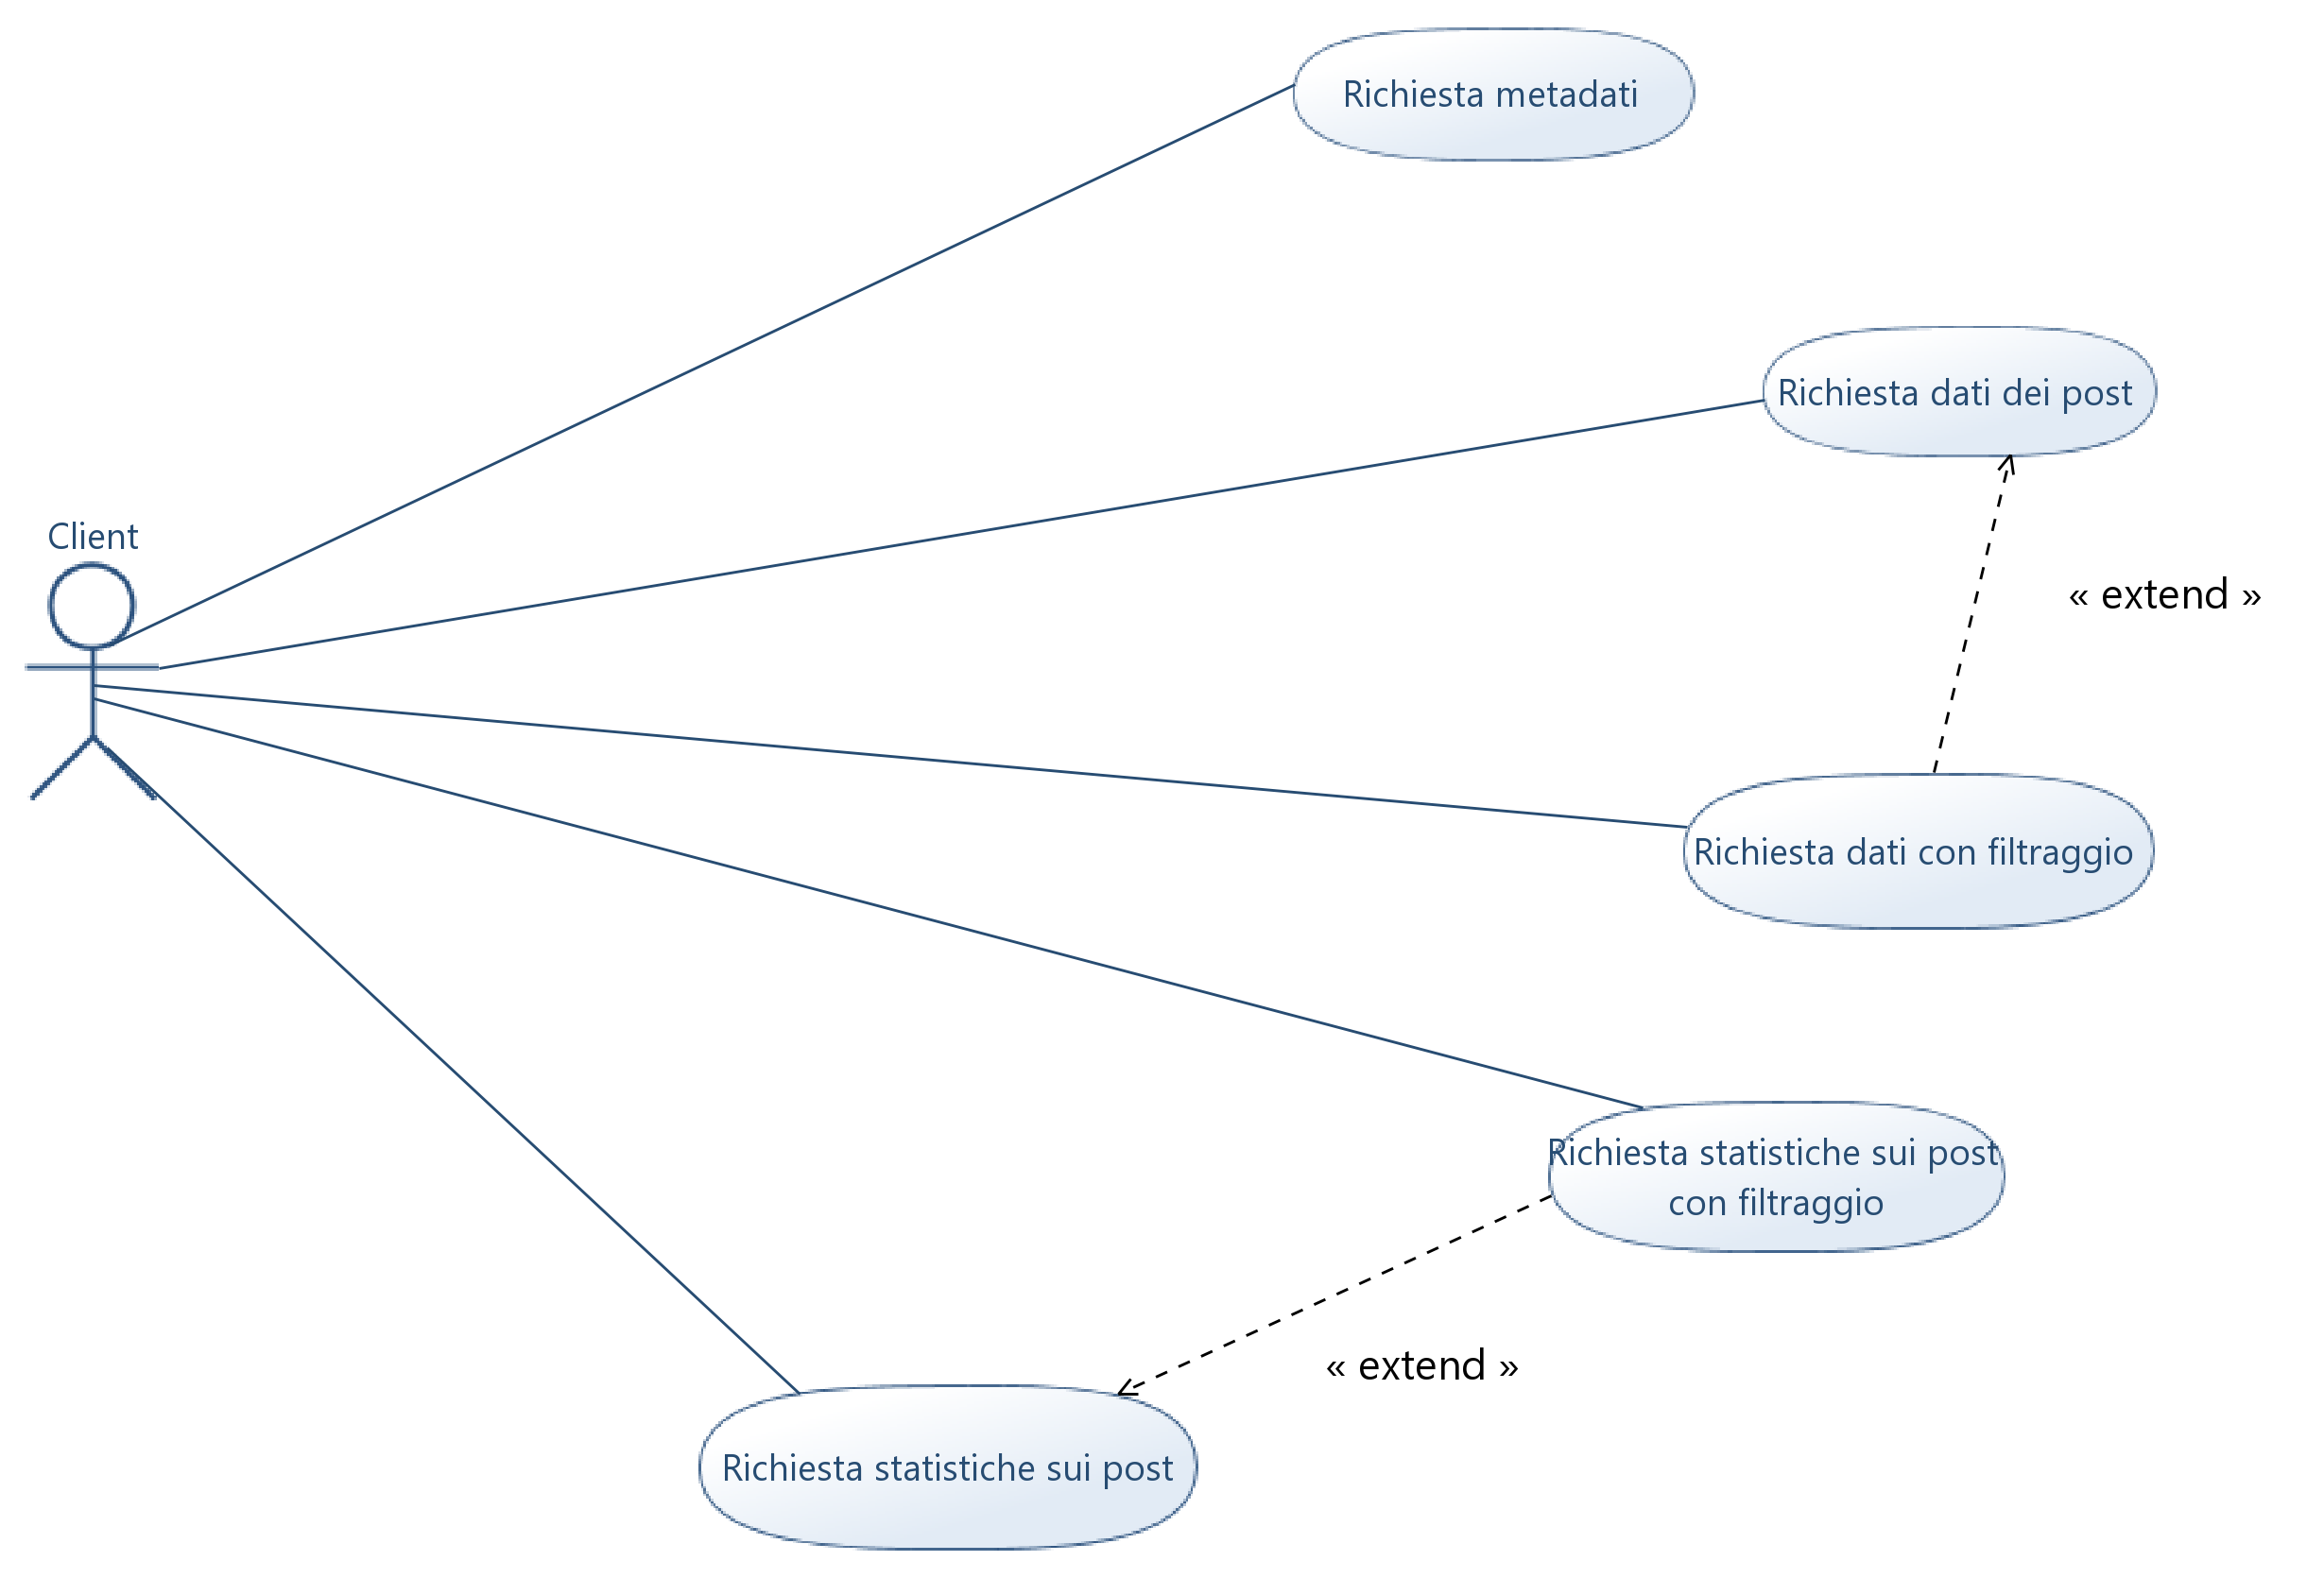 Richiesta metadati
Richiesta dati dei post
Client
« extend »
Richiesta dati con filtraggio
Richiesta statistiche sui post
con filtraggio
« extend »
Richiesta statistiche sui post